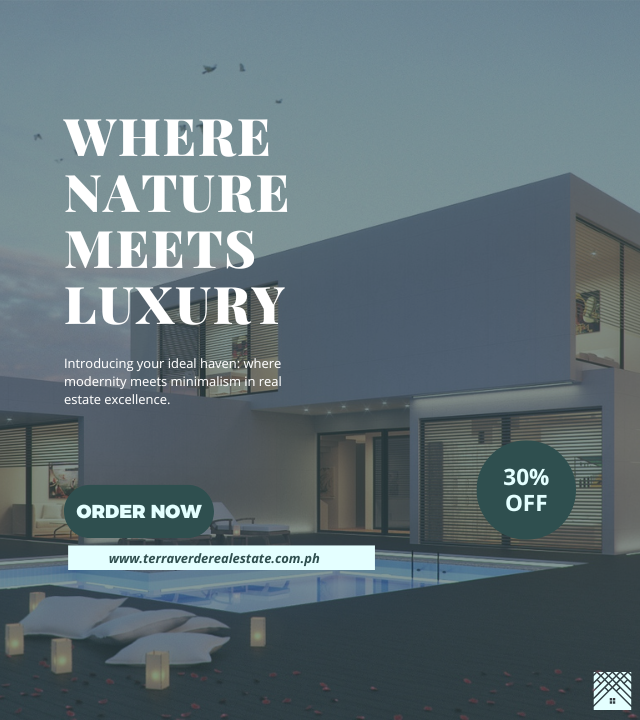 WHERE
NATURE
MEETS
LUXURY
Introducing your ideal haven: where
modernity meets minimalism in real
estate excellence.
ORDER NOW
30%
OFF
www.terraverderealestate.com.ph